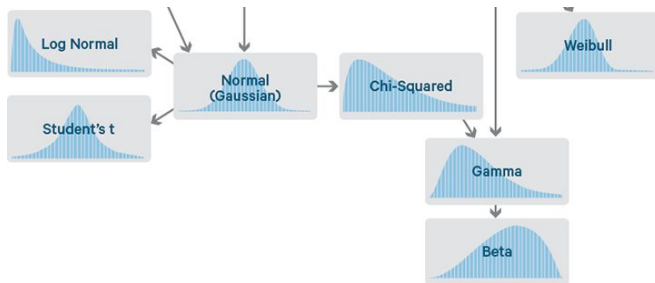 Log Normal
Weibull
Normal
(Gaussian)
Chi-Squared
Student's t
Gamma
Beta